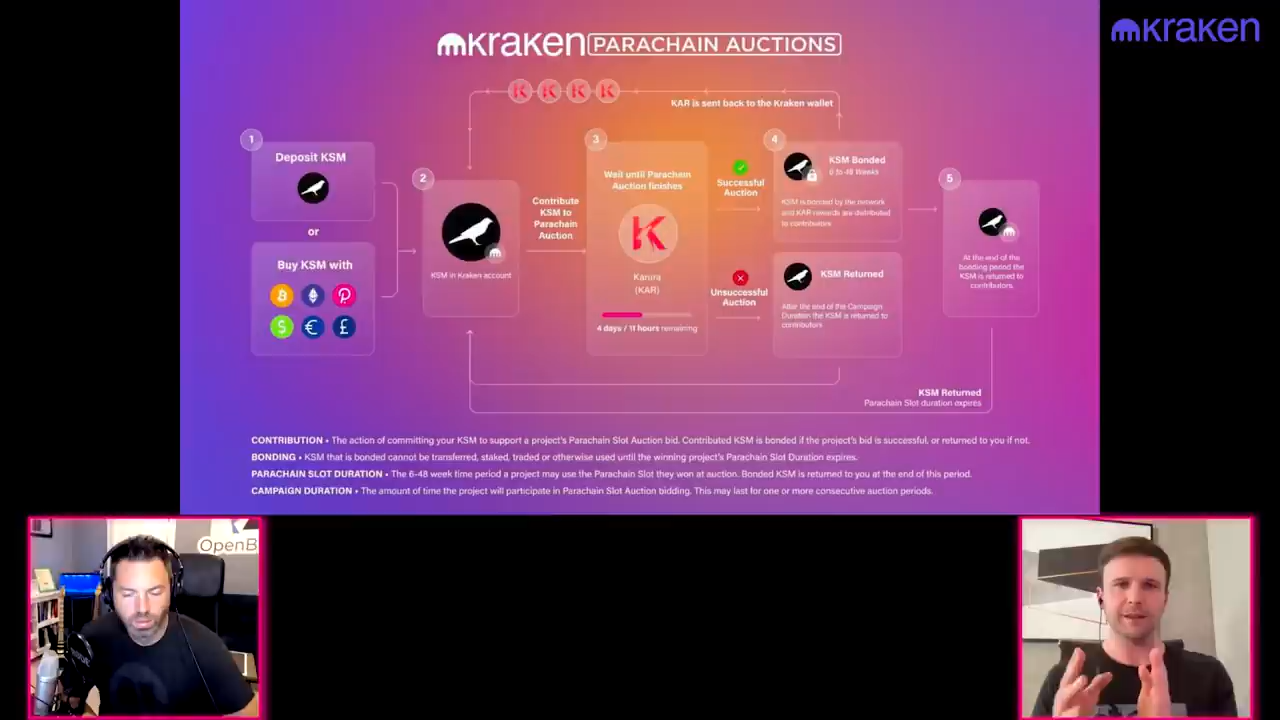 kraken PARACHAIN AUCTIONS
kraken
KAR is sent back to the Kraken wallet
1
Deposit KSM
or
Buy KSM with
2
KSM in Kraken account
Contribute
KSM to
Parachain
Auction
3
Wait until Parachain
Auction finishes
Karura
(KAR)
4 days / 11 hours remaining
Successful
Auction
Unsuccessful
Auction
4
KSM Bonded
6 to 48 Weeks
KSM is bonded by the network
and KAR rewards are distributed
to contributors
KSM Returned
After the end of the Campaign
Duration the KSM is returned to
contributors
5
At the end of the
bonding period the
KSM is returned to
contributors.
KSM Returned
Parachain Slot duration expires
CONTRIBUTION • The action of committing your KSM to support a project's Parachain Slot Auction bid. Contributed KSM is bonded if the project's bid is successful, or returned to you if not.
BONDING • KSM that is bonded cannot be transferred, staked, traded or otherwise used until the winning project's Parachain Slot Duration expires.
PARACHAIN SLOT DURATION • The 6-48 week time period a project may use the Parachain Slot they won at auction. Bonded KSM is returned to you at the end of this period.
CAMPAIGN DURATION • The amount of time the project will participate in Parachain Slot Auction bidding. This may last for one or more consecutive auction periods.
OpenB